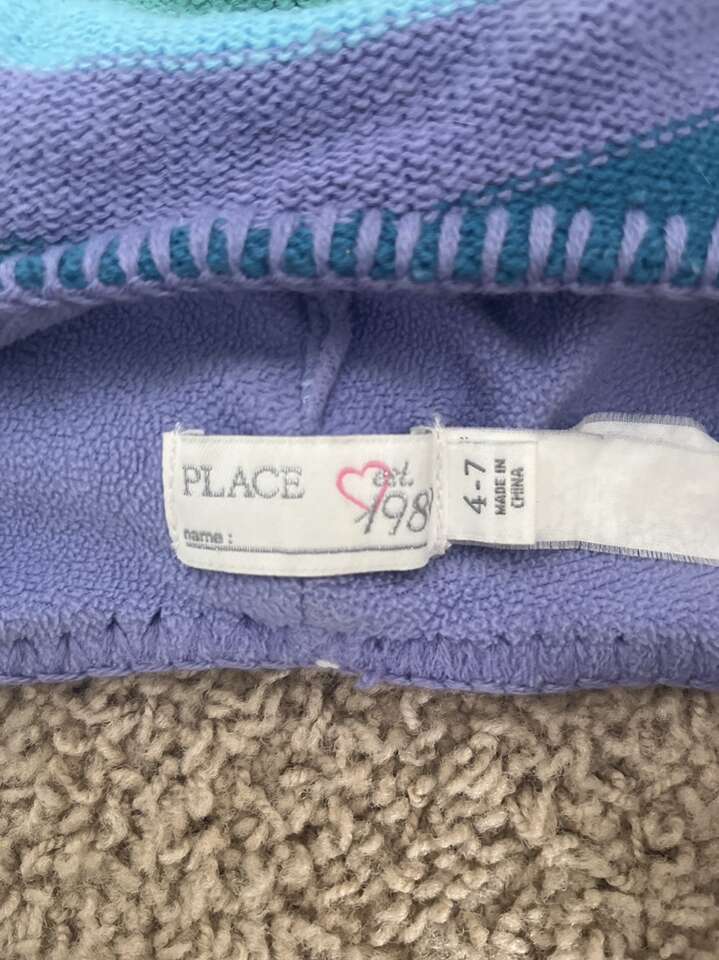 PLACE
est.
198
name :
4-7
MADE IN
CHINA